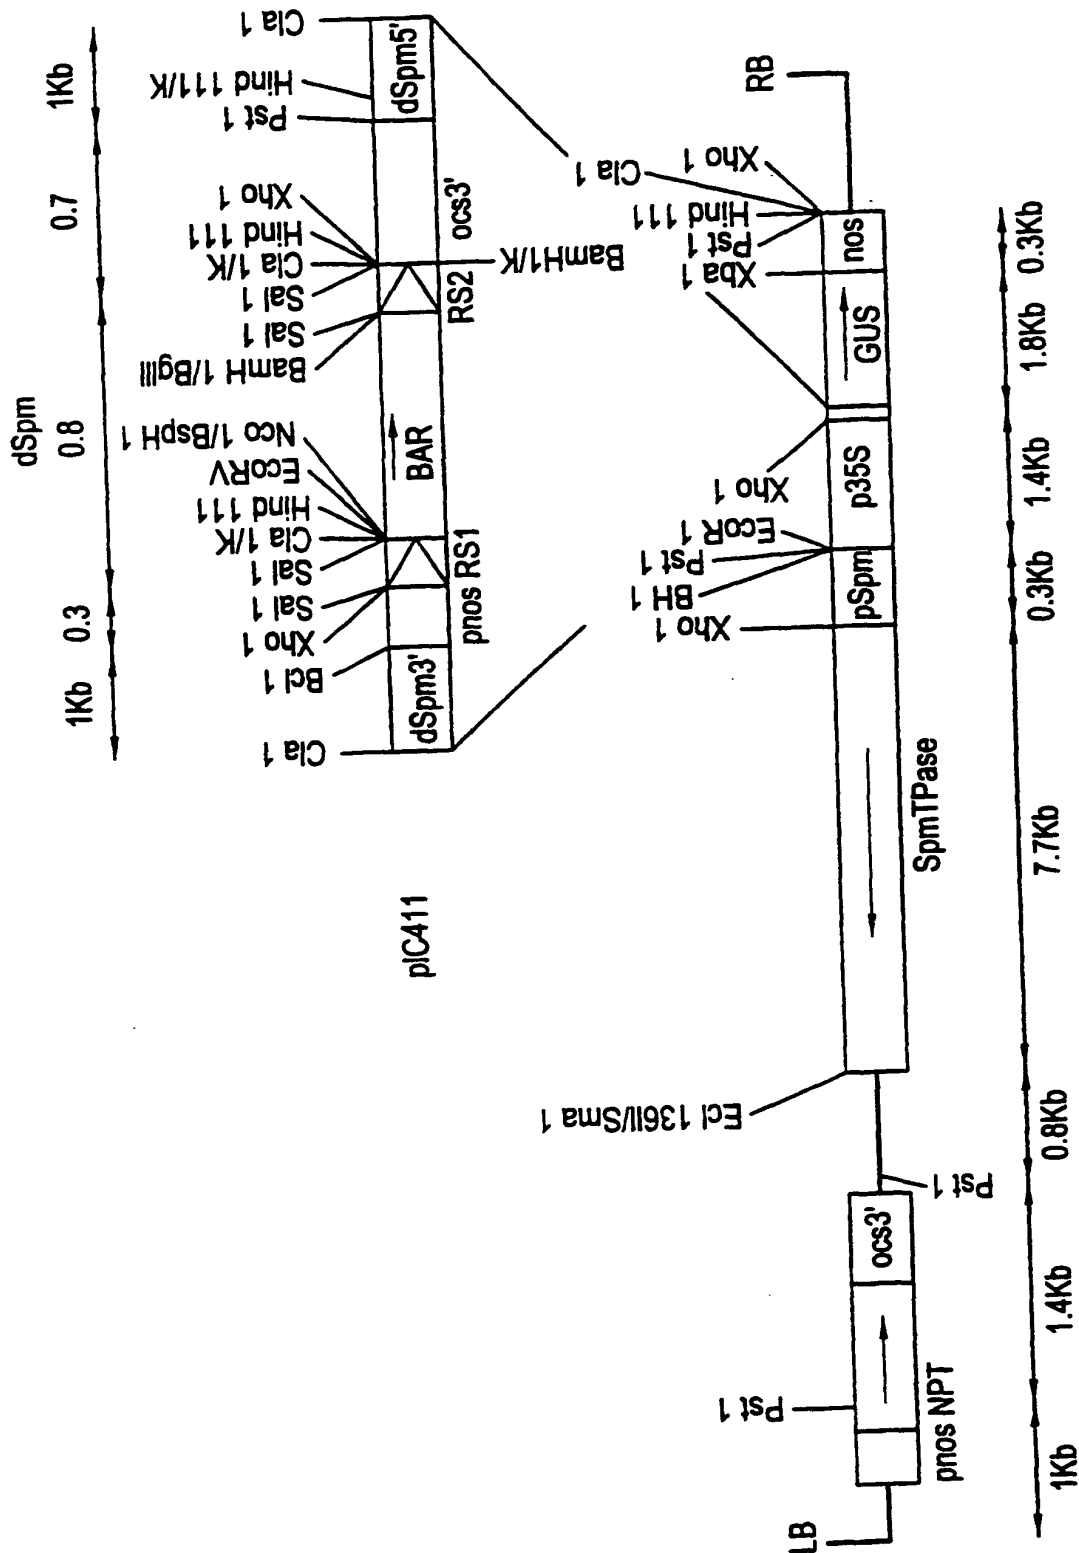 dSpm
1Kb
0.3
0.8
0.7
1Kb
Cla 1
Bcl 1
Xho 1
Sal 1
Sal 1
Cla 1/K
Hind 111
EcoRV
Nco 1/BspH 1
BamH 1/BglII
Sal 1
Sal 1
Cla 1/K
Hind 111
Xho 1
Pst 1
Hind 111/K
Cla 1
dSpm3'
BAR
dSpm5'
pnos RS1
RS2
ocs3'
BamH1/K
pIC411
LB
Pst 1
Pst 1
Ecl 136II/Sma 1
Xho 1
BH 1
Pst 1
EcoR 1
Xho 1
Xba 1
Pst 1
Hind 111
Cla 1
Xho 1
RB
ocs3'
pSpm
p35S
GUS
nos
pnos NPT
SpmTPase
1Kb
1.4Kb
0.8Kb
7.7Kb
0.3Kb
1.4Kb
1.8Kb
0.3Kb